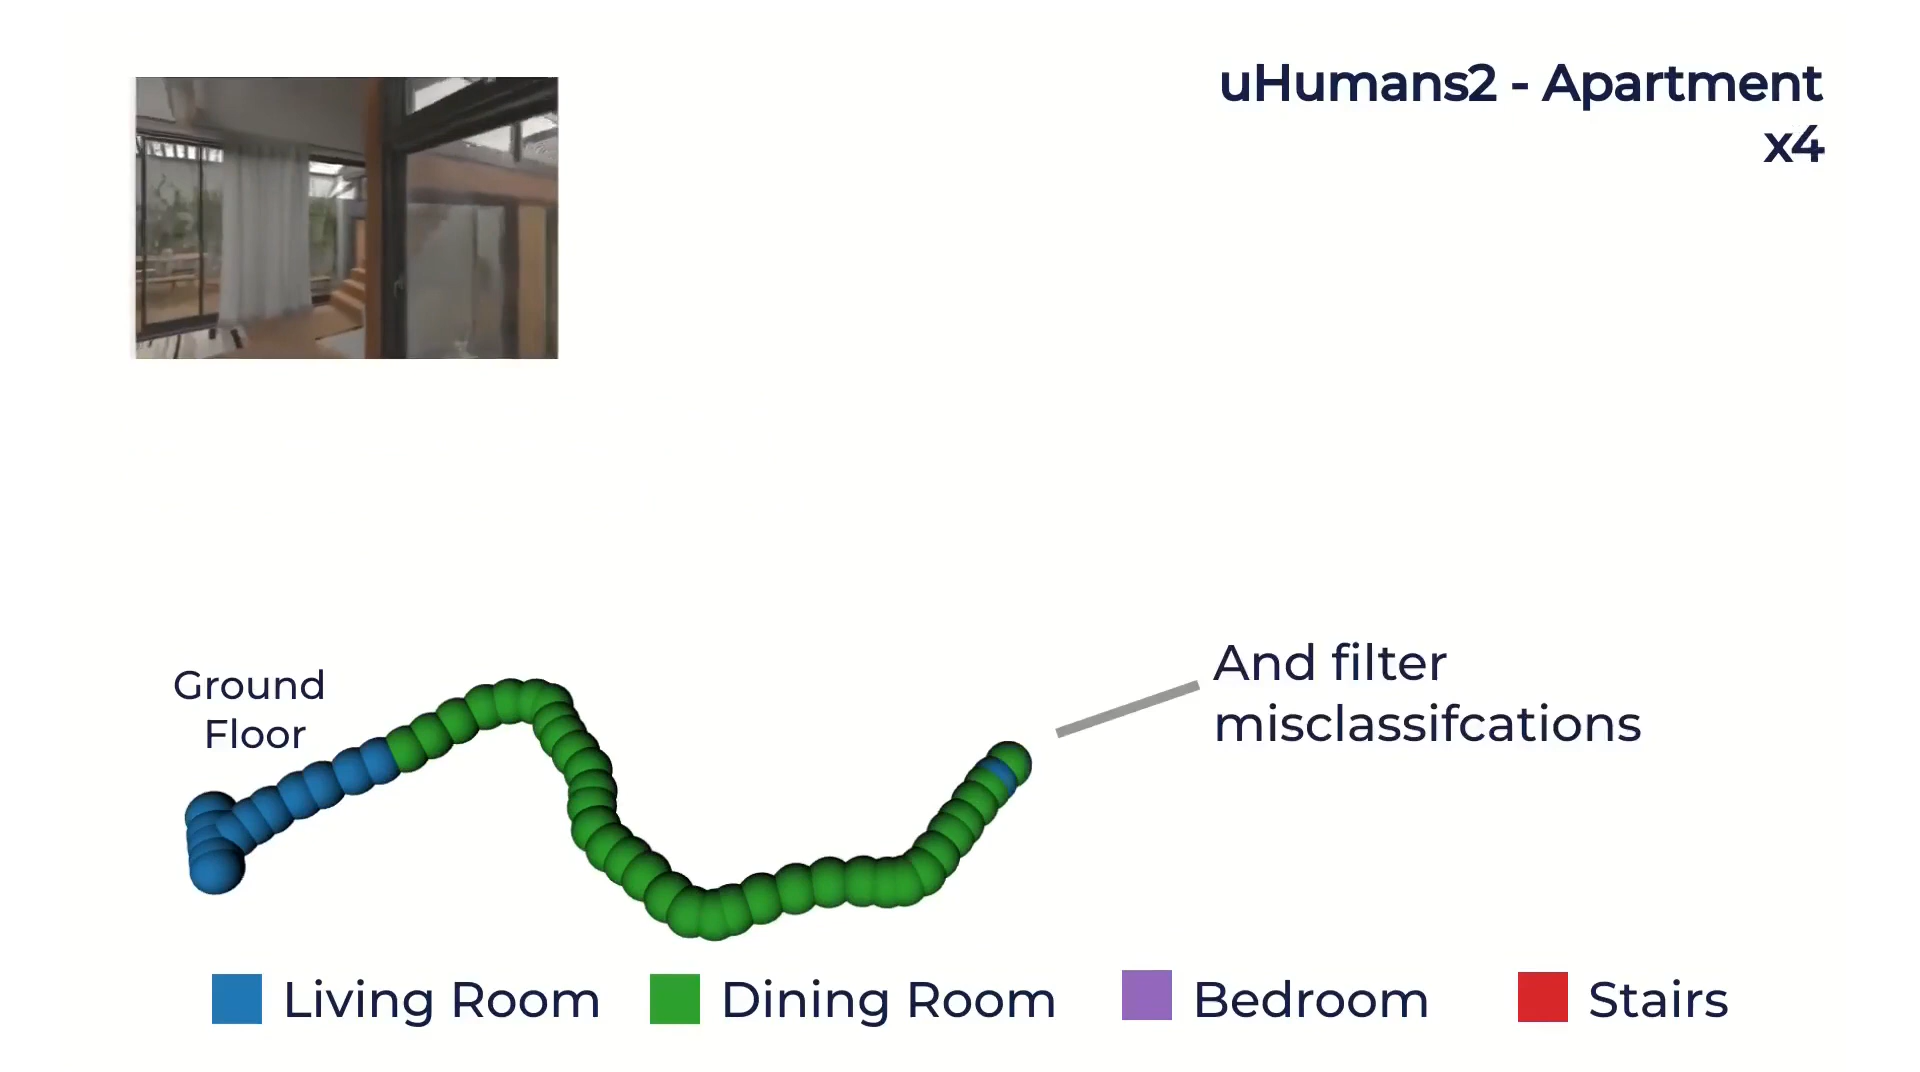 uHumans2 - Apartment
x4
Ground
Floor
And filter
misclassifcations
Living Room
Dining Room
Bedroom
Stairs